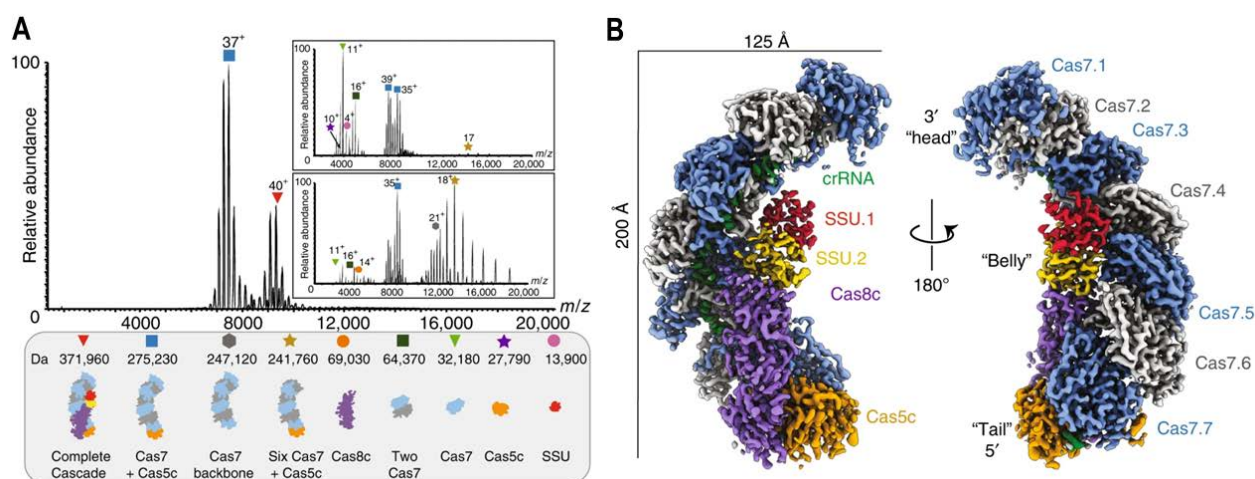 A
37+
100
Relative abundance
40+
0
4000 8000 12,000 16,000 20,000 m/z
100
Relative abundance
0
11+
39+
35+
16+
10+
4+
17
4000 8000 12,000 16,000 20,000 m/z
100
Relative abundance
0
35+
18+
21+
11+
16+
14+
4000 8000 12,000 16,000 20,000 m/z
Da 371,960 275,230 247,120 241,760 69,030 64,370 32,180 27,790 13,900
Complete Cas7 Cas7 Six Cas7 Cas8c Two Cas7 Cas5c SSU
Cascade + Cas5c backbone + Cas5c Cas7
B
125 Å
200 Å
crRNA
SSU.1
SSU.2
Cas8c
Cas5c
3′
“head”
180°
Cas7.1
Cas7.2
Cas7.3
Cas7.4
“Belly”
Cas7.5
Cas7.6
Cas7.7
“Tail”
5′